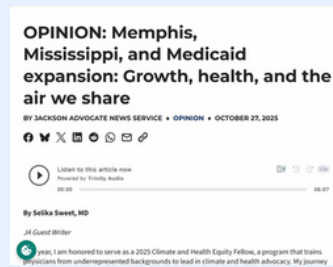 OPINION: Memphis,
Mississippi, and Medicaid
expansion: Growth, health, and the
air we share
BY JACKSON ADVOCATE NEWS SERVICE • OPINION • OCTOBER 27, 2025
Listen to this article now
Powered by Trinity Audio
00:00
06:07
By Selika Sweet, MD
JA Guest Writer
year, I am honored to serve as a 2025 Climate and Health Equity Fellow, a program that trains
physicians from underrepresented backgrounds to lead in climate and health advocacy. My journey